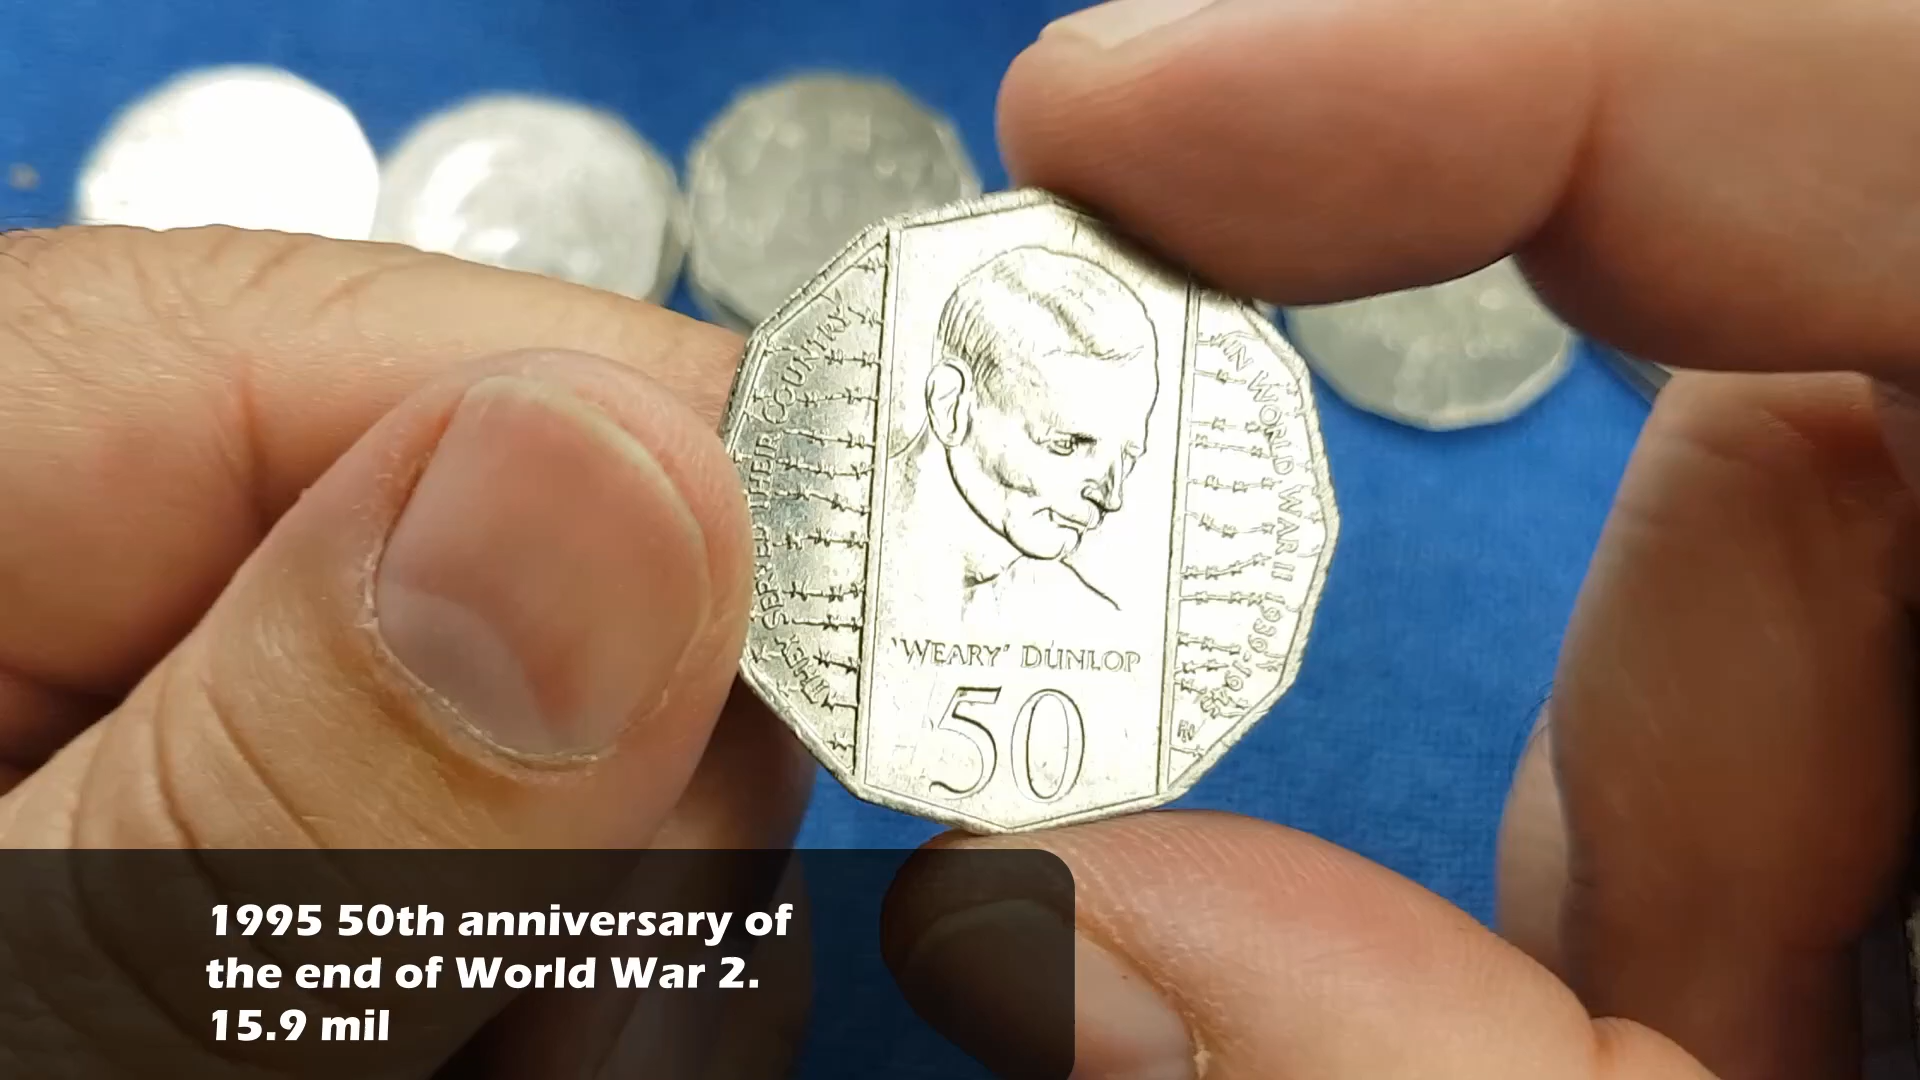 THEY SERVED THEIR COUNTRY
IN WORLD WAR II 1939-1945
'WEARY' DUNLOP
50
1995 50th anniversary of
the end of World War 2.
15.9 mil